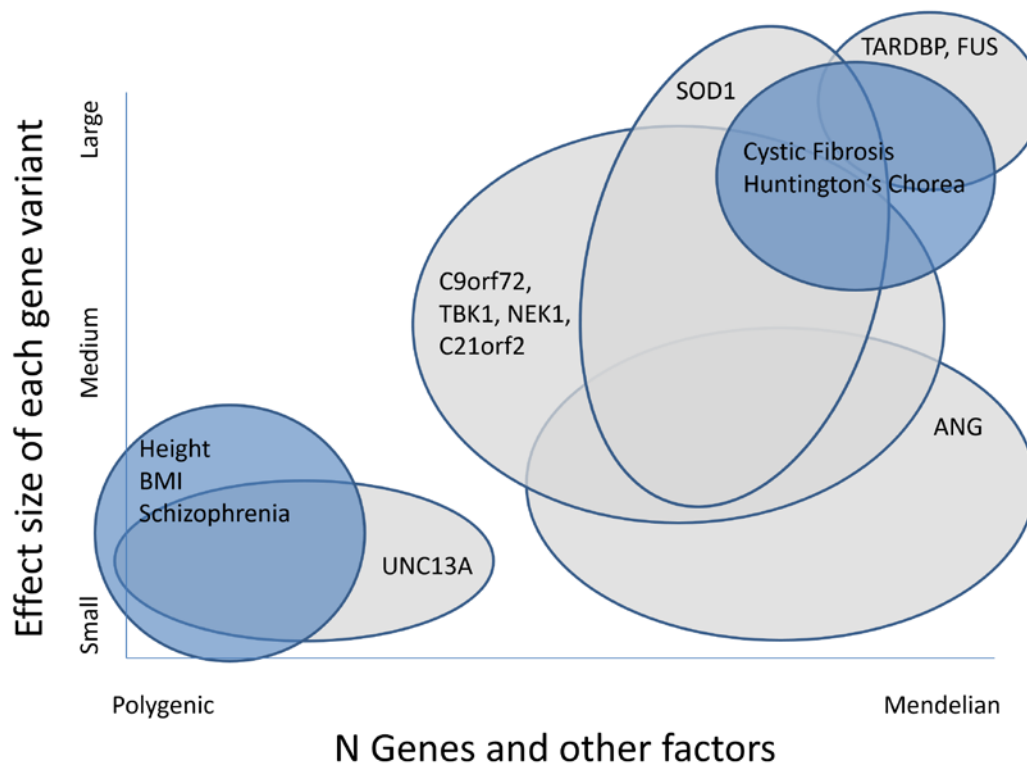 TARDBP, FUS
SOD1
Cystic Fibrosis
Huntington's Chorea
C9orf72,
TBK1, NEK1,
C21orf2
ANG
Height
BMI
Schizophrenia
UNC13A
Effect size of each gene variant
Large
Medium
Small
Polygenic
Mendelian
N Genes and other factors